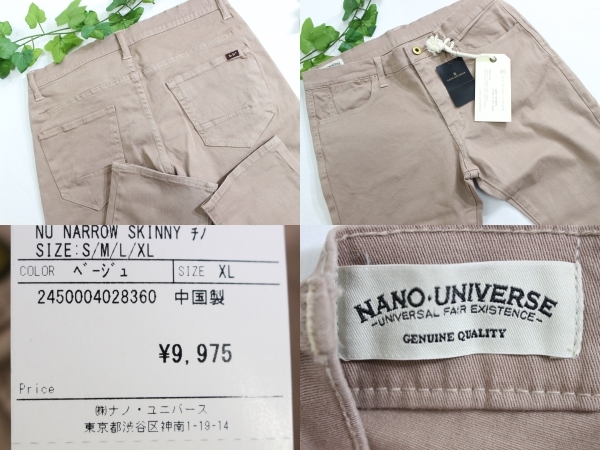 NU NARROW SKINNY ﾁﾉ
SIZE:S/M/L/XL
COLOR ﾍﾞｰｼﾞｭ SIZE XL
2450004028360 中国製
¥9,975
Price
㈱ナノ・ユニバース
東京都渋谷区神南1-19-14
NANO·UNIVERSE
-UNIVERSAL FAIR EXISTENCE-
GENUINE QUALITY